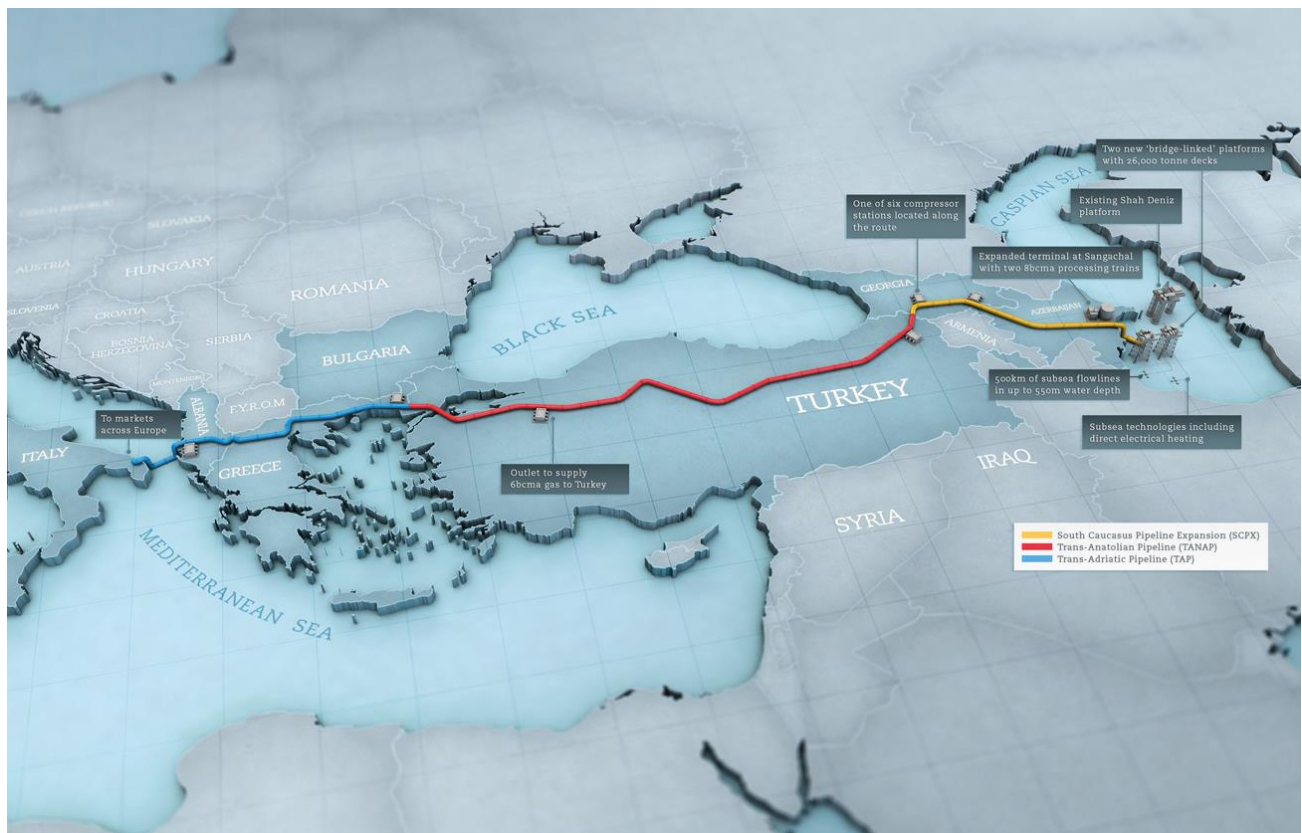 Two new 'bridge-linked' platforms
with 26,000 tonne decks
CASPIAN SEA
Existing Shah Deniz
platform
One of six compressor
stations located along
the route
Expanded terminal at Sangachal
with two 8bcma processing trains
CZECH REPUBLIC
SLOVAKIA
AUSTRIA
HUNGARY
ROMANIA
SLOVENIA
CROATIA
BOSNIA
HERCEGOVINA
SERBIA
BULGARIA
BLACK SEA
GEORGIA
AZERBAIJAN
ARMENIA
MONTENEGRO
ALBANIA
F.Y.R.O.M
TURKEY
500km of subsea flowlines
in up to 550m water depth
To markets
across Europe
ITALY
GREECE
Outlet to supply
6bcma gas to Turkey
Subsea technologies including
direct electrical heating
IRAQ
SYRIA
MEDITERRANEAN SEA
South Caucasus Pipeline Expansion (SCPX)
Trans-Anatolian Pipeline (TANAP)
Trans-Adriatic Pipeline (TAP)